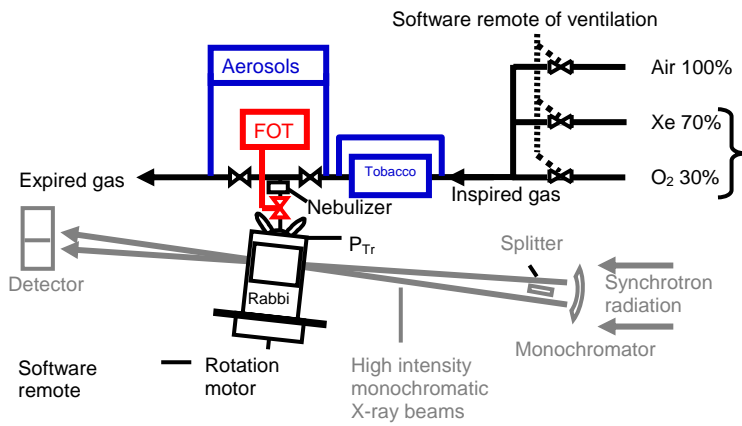 Software remote of ventilation
Aerosols
Air 100%
FOT
Xe 70%
Tobacco
Expired gas
Inspired gas
O₂ 30%
Nebulizer
P_Tr
Splitter
Detector
Rabbi
Synchrotron
radiation
Monochromator
Software
remote
Rotation
motor
High intensity
monochromatic
X-ray beams